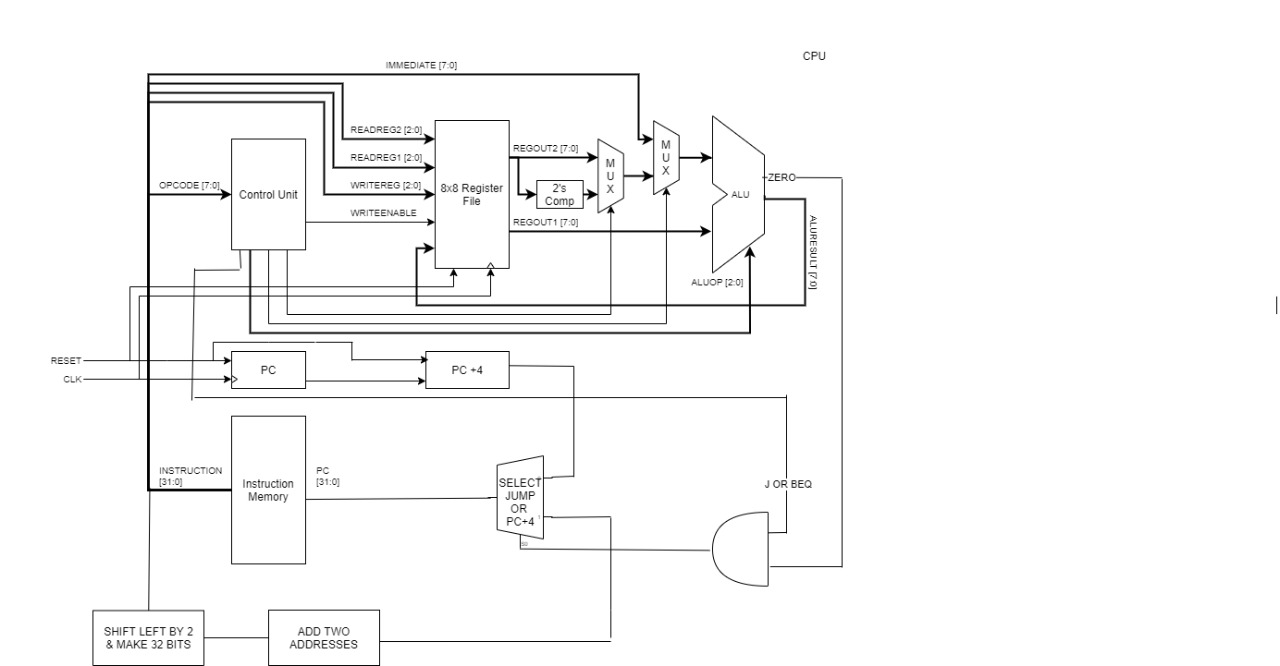 CPU
IMMEDIATE [7:0]
READREG2 [2:0]
READREG1 [2:0]
WRITEREG [2:0]
WRITEENABLE
OPCODE [7:0]
Control Unit
8x8 Register
File
REGOUT2 [7:0]
2's
Comp
REGOUT1 [7:0]
M
U
X
M
U
X
ALU
ZERO
ALURESULT [7:0]
ALUOP [2:0]
RESET
CLK
PC
PC +4
INSTRUCTION
[31:0]
Instruction
Memory
PC
[31:0]
SELECT
JUMP
OR
PC+4
1
S0
J OR BEQ
SHIFT LEFT BY 2
& MAKE 32 BITS
ADD TWO
ADDRESSES